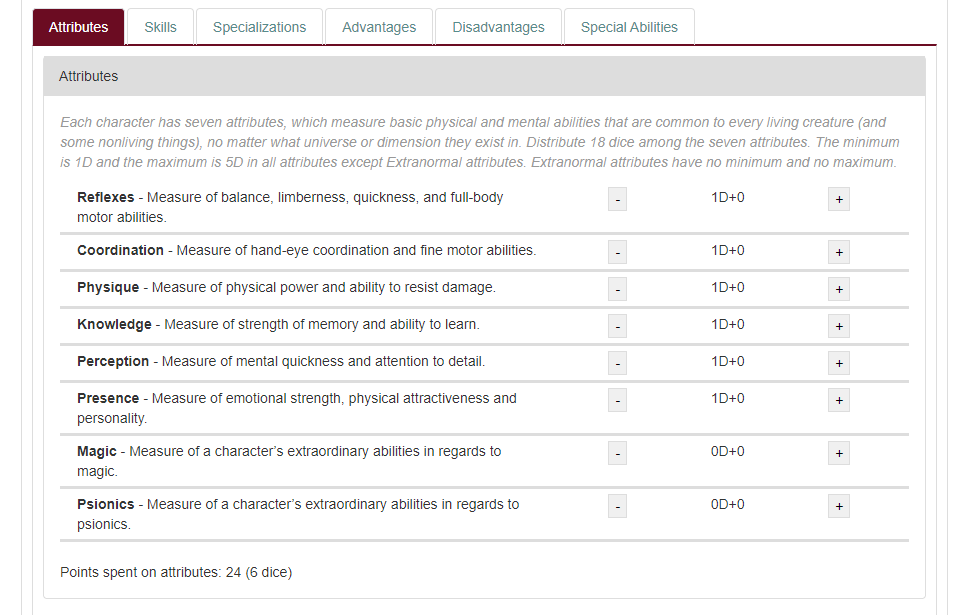 Attributes Skills Specializations Advantages Disadvantages Special Abilities
Attributes
Each character has seven attributes, which measure basic physical and mental abilities that are common to every living creature (and
some nonliving things), no matter what universe or dimension they exist in. Distribute 18 dice among the seven attributes. The minimum
is 1D and the maximum is 5D in all attributes except Extranormal attributes. Extranormal attributes have no minimum and no maximum.
Reflexes - Measure of balance, limberness, quickness, and full-body - 1D+0 +
motor abilities.
Coordination - Measure of hand-eye coordination and fine motor abilities. - 1D+0 +
Physique - Measure of physical power and ability to resist damage. - 1D+0 +
Knowledge - Measure of strength of memory and ability to learn. - 1D+0 +
Perception - Measure of mental quickness and attention to detail. - 1D+0 +
Presence - Measure of emotional strength, physical attractiveness and - 1D+0 +
personality.
Magic - Measure of a character’s extraordinary abilities in regards to - 0D+0 +
magic.
Psionics - Measure of a character’s extraordinary abilities in regards to - 0D+0 +
psionics.
Points spent on attributes: 24 (6 dice)